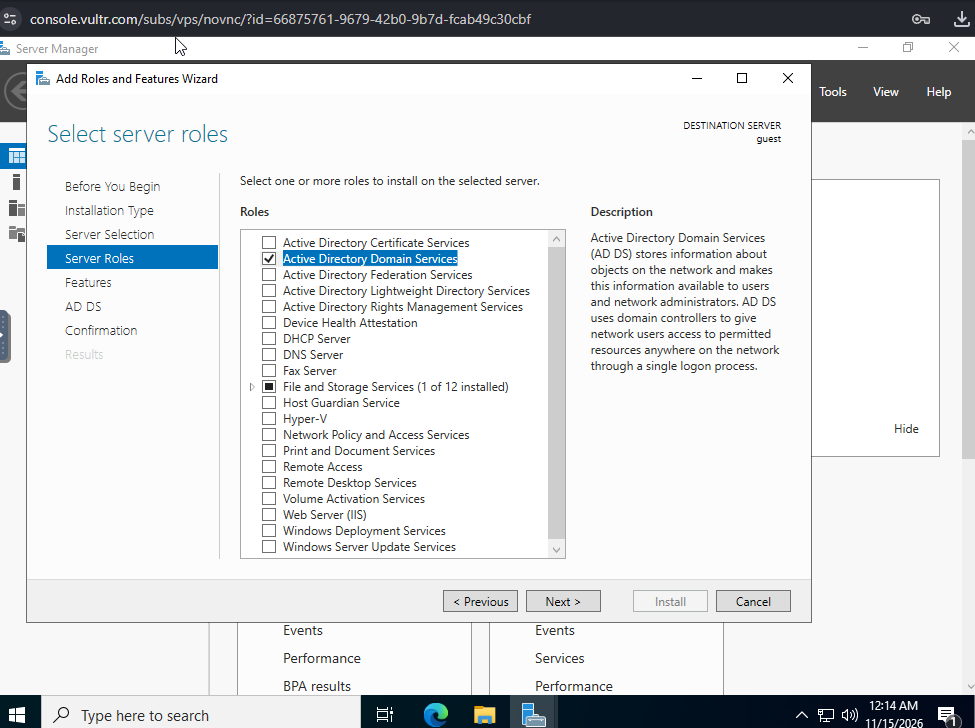 console.vultr.com/subs/vps/novnc/?id=66875761-9679-42b0-9b7d-fcab49c30cbf
Server Manager
Add Roles and Features Wizard
Tools View Help
Select server roles
DESTINATION SERVER
guest
Before You Begin
Installation Type
Server Selection
Server Roles
Features
AD DS
Confirmation
Results
Select one or more roles to install on the selected server.
Roles
Active Directory Certificate Services
Active Directory Domain Services
Active Directory Federation Services
Active Directory Lightweight Directory Services
Active Directory Rights Management Services
Device Health Attestation
DHCP Server
DNS Server
Fax Server
File and Storage Services (1 of 12 installed)
Host Guardian Service
Hyper-V
Network Policy and Access Services
Print and Document Services
Remote Access
Remote Desktop Services
Volume Activation Services
Web Server (IIS)
Windows Deployment Services
Windows Server Update Services
Description
Active Directory Domain Services
(AD DS) stores information about
objects on the network and makes
this information available to users
and network administrators. AD DS
uses domain controllers to give
network users access to permitted
resources anywhere on the network
through a single logon process.
Hide
< Previous
Next >
Install
Cancel
Events
Performance
BPA results
Events
Services
Performance
Type here to search
12:14 AM
11/15/2026
1